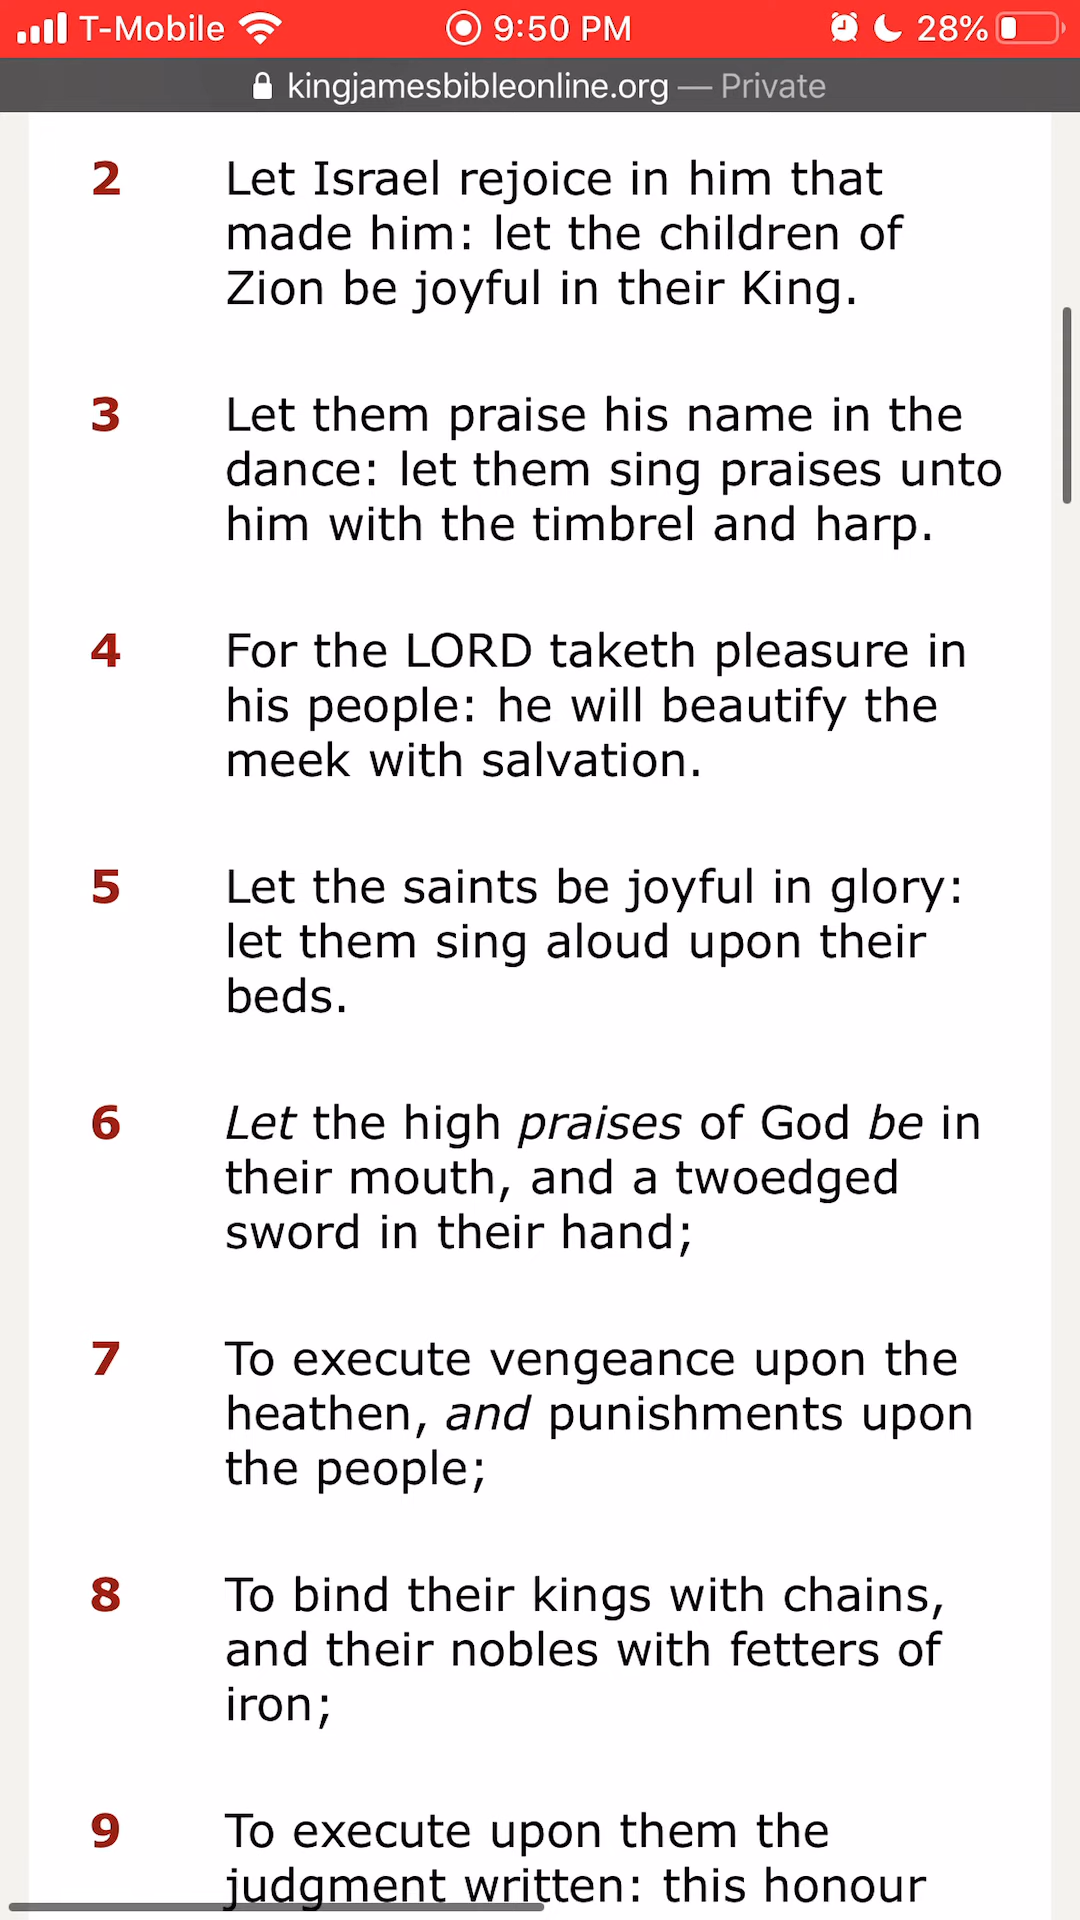 T-Mobile 9:50 PM 28%
kingjamesbibleonline.org — Private
2 Let Israel rejoice in him that
made him: let the children of
Zion be joyful in their King.
3 Let them praise his name in the
dance: let them sing praises unto
him with the timbrel and harp.
4 For the LORD taketh pleasure in
his people: he will beautify the
meek with salvation.
5 Let the saints be joyful in glory:
let them sing aloud upon their
beds.
6 Let the high praises of God be in
their mouth, and a twoedged
sword in their hand;
7 To execute vengeance upon the
heathen, and punishments upon
the people;
8 To bind their kings with chains,
and their nobles with fetters of
iron;
9 To execute upon them the
judgment written: this honour